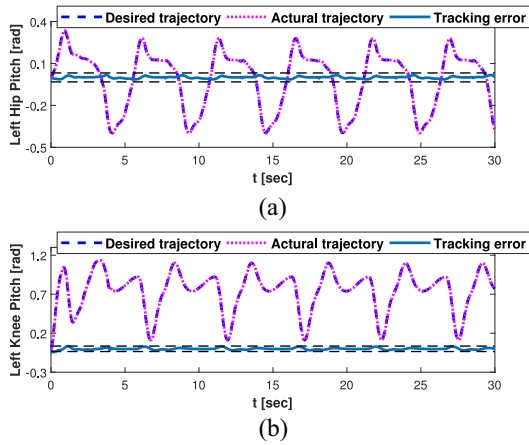 Desired trajectory Actural trajectory Tracking error
Left Hip Pitch [rad]
0.4
0.1
-0.2
-0.5
0 5 10 15 20 25 30
t [sec]
(a)
Desired trajectory Actural trajectory Tracking error
Left Knee Pitch [rad]
1.2
0.7
0.2
-0.3
0 5 10 15 20 25 30
t [sec]
(b)